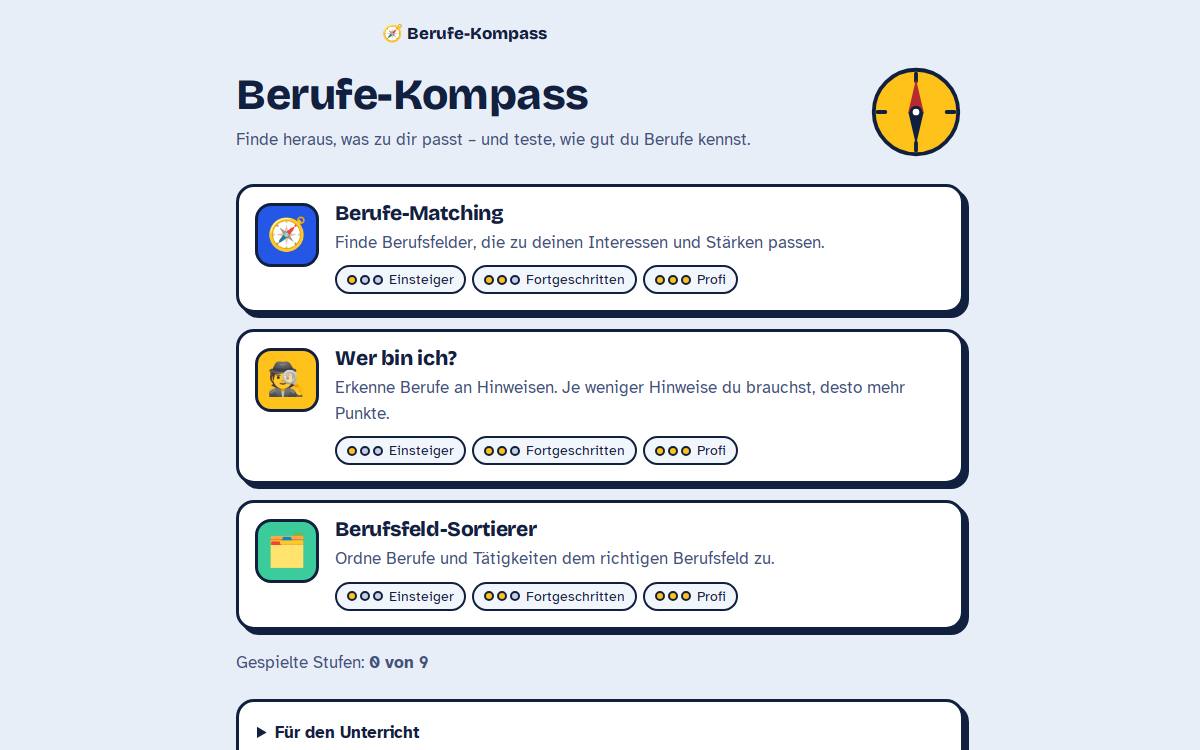 Berufe-Kompass
Berufe-Kompass
Finde heraus, was zu dir passt – und teste, wie gut du Berufe kennst.
Berufe-Matching
Finde Berufsfelder, die zu deinen Interessen und Stärken passen.
Einsteiger Fortgeschritten Profi
Wer bin ich?
Erkenne Berufe an Hinweisen. Je weniger Hinweise du brauchst, desto mehr
Punkte.
Einsteiger Fortgeschritten Profi
Berufsfeld-Sortierer
Ordne Berufe und Tätigkeiten dem richtigen Berufsfeld zu.
Einsteiger Fortgeschritten Profi
Gespielte Stufen: 0 von 9
Für den Unterricht